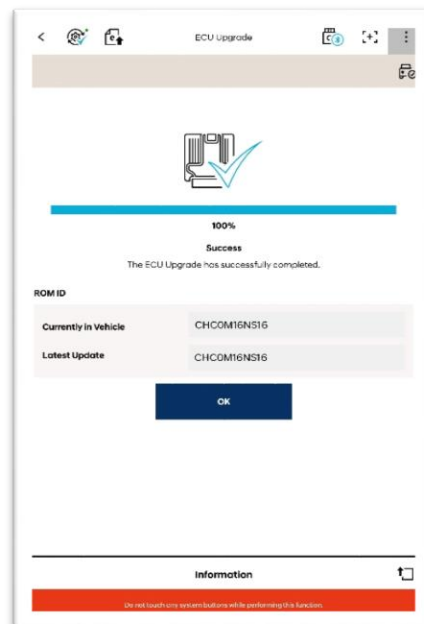 ECU Upgrade
100%
Success
The ECU Upgrade has successfully completed.
ROM ID
Currently in Vehicle CHC0M16NS16
Latest Update CHC0M16NS16
OK
Information
Do not touch any system buttons while performing this function.